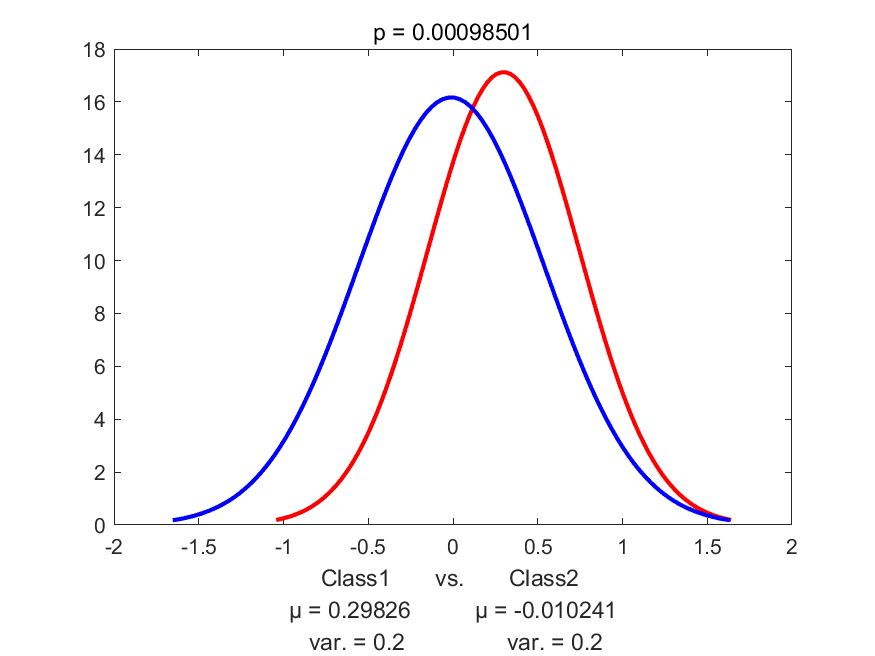 p = 0.00098501
18
16
14
12
10
8
6
4
2
0
-2 -1.5 -1 -0.5 0 0.5 1 1.5 2
Class1 vs. Class2
μ = 0.29826 μ = -0.010241
var. = 0.2 var. = 0.2